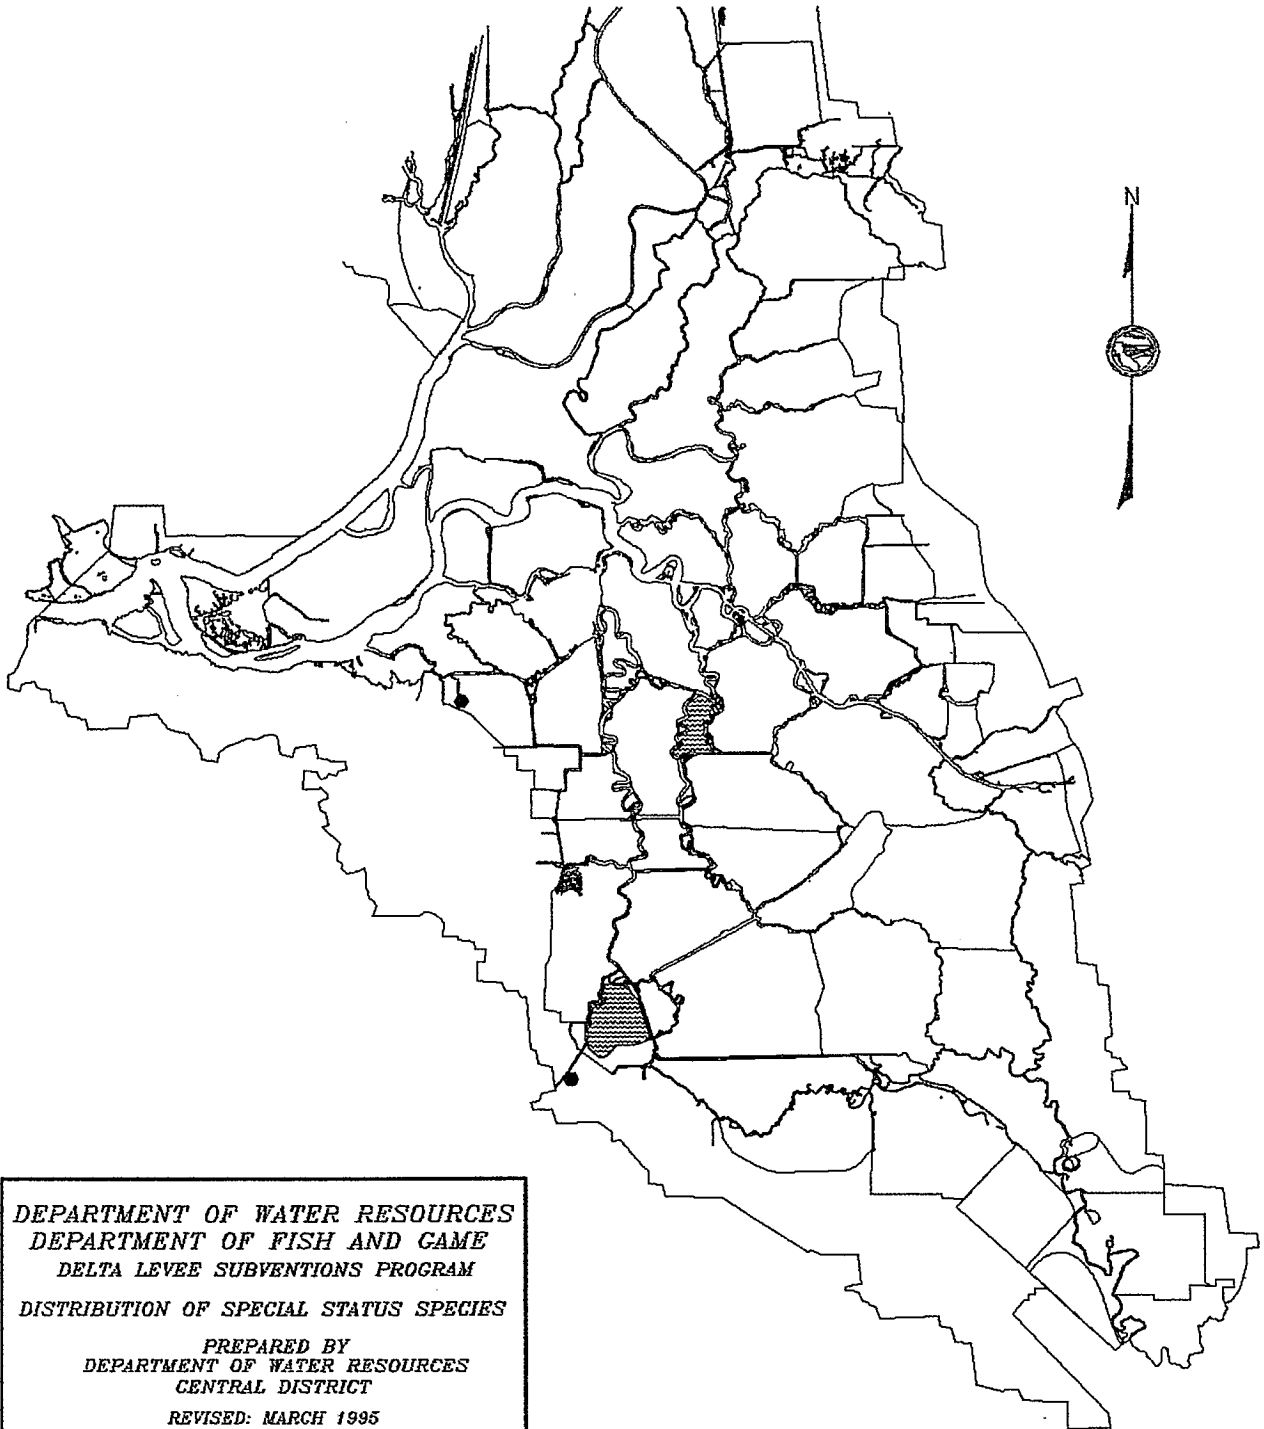 N
DEPARTMENT OF WATER RESOURCES
DEPARTMENT OF FISH AND GAME
DELTA LEVEE SUBVENTIONS PROGRAM
DISTRIBUTION OF SPECIAL STATUS SPECIES
PREPARED BY
DEPARTMENT OF WATER RESOURCES
CENTRAL DISTRICT
REVISED: MARCH 1995